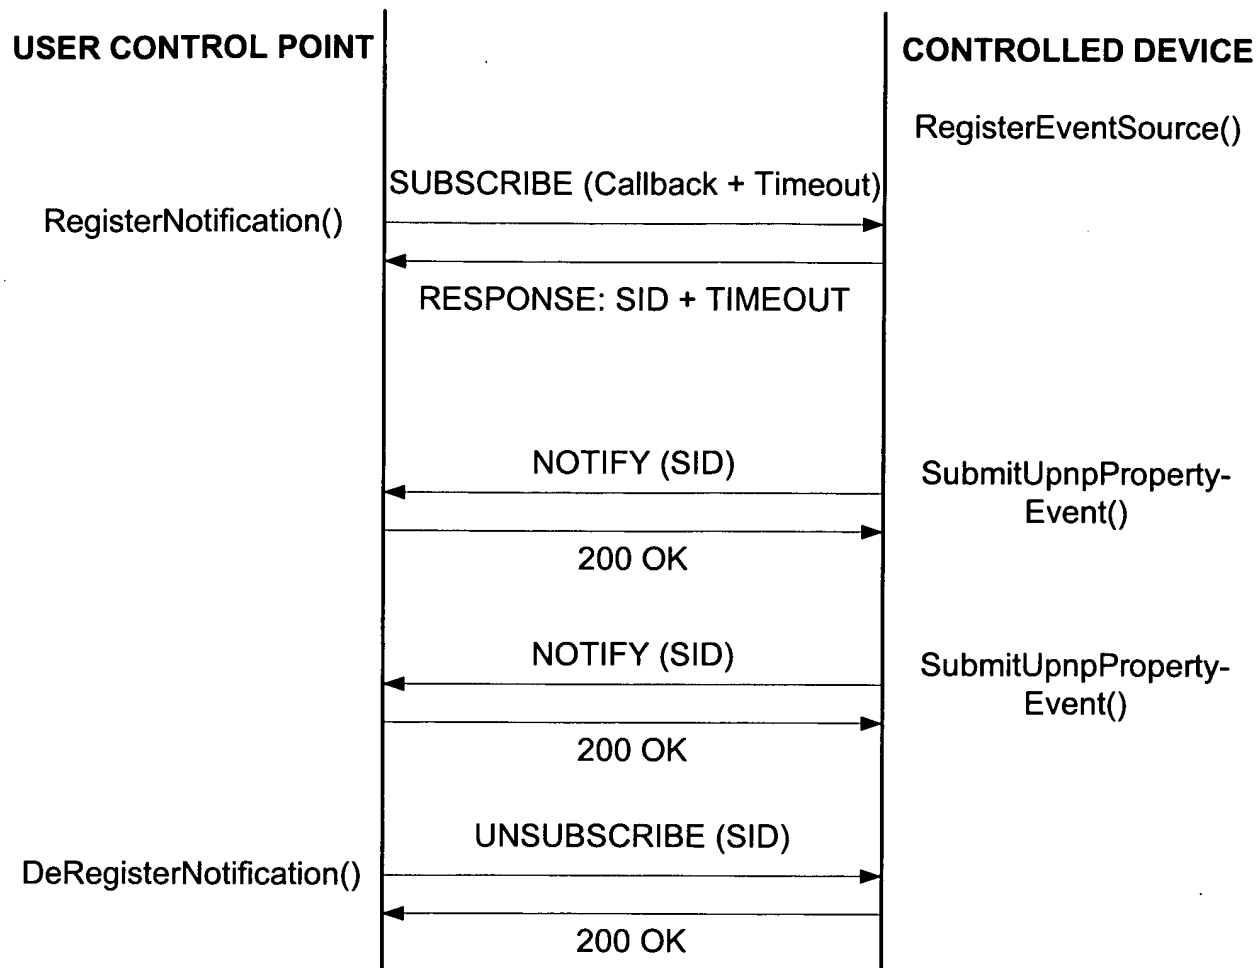 USER CONTROL POINT
CONTROLLED DEVICE
RegisterEventSource()
SUBSCRIBE (Callback + Timeout)
RegisterNotification()
RESPONSE: SID + TIMEOUT
NOTIFY (SID)
SubmitUpnpProperty-
Event()
200 OK
NOTIFY (SID)
SubmitUpnpProperty-
Event()
200 OK
UNSUBSCRIBE (SID)
DeRegisterNotification()
200 OK